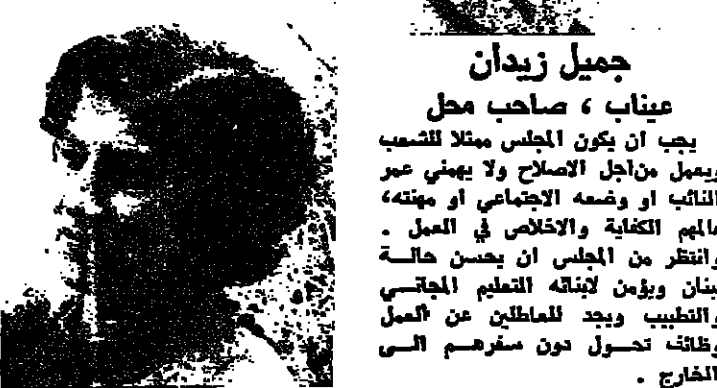 جميل زيدان
عيناب ، صاحب محل
يجب ان يكون المجلس ممثلا للشعب
ويعمل من اجل الاصلاح ولا يهمني عمر
النائب او وضعه الاجتماعي او مهنته،
فالمهم الكفاية والاخلاص في العمل .
وانتظر من المجلس ان يحسن حالة
لبنان ويؤمن لابنائه التعليم المجاني
والتطبيب ويجد للعاطلين عن العمل
وظائف تحول دون سفرهم الى
الخارج .